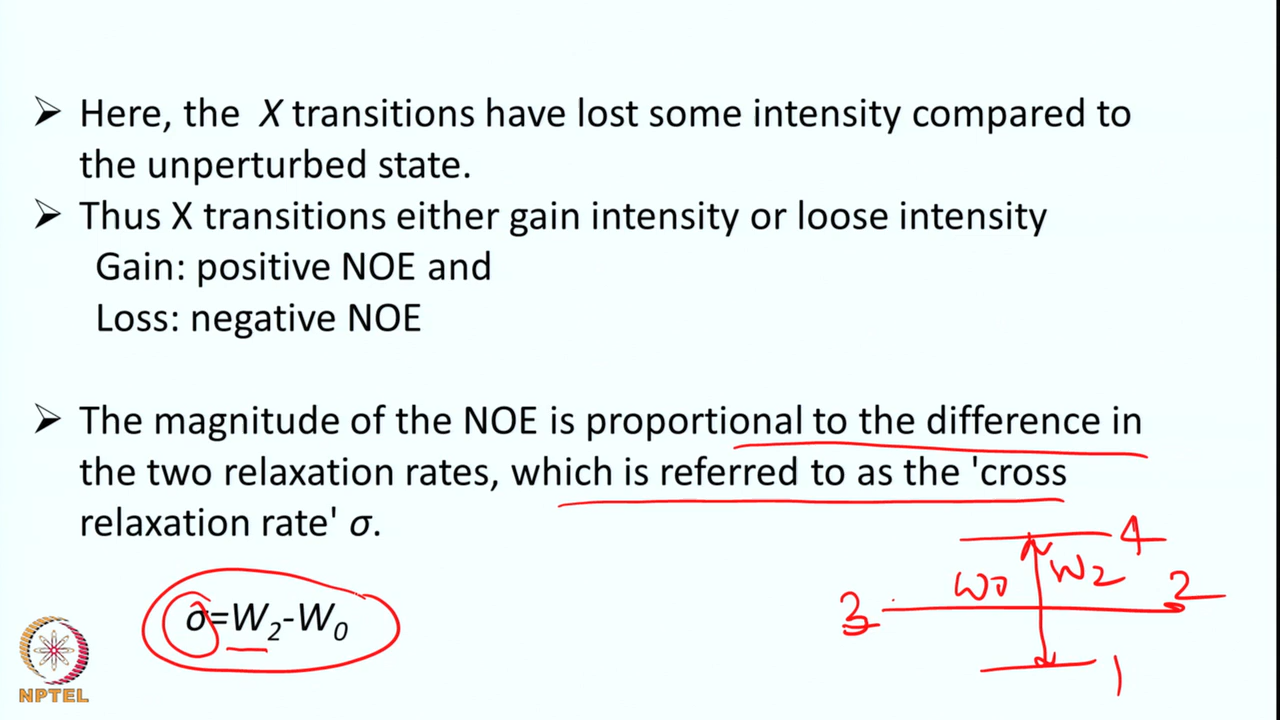 ➢ Here, the X transitions have lost some intensity compared to
the unperturbed state.
➢ Thus X transitions either gain intensity or loose intensity
Gain: positive NOE and
Loss: negative NOE
➢ The magnitude of the NOE is proportional to the difference in
the two relaxation rates, which is referred to as the 'cross
relaxation rate' σ.
σ=W₂-W₀
4
W0 W2 2
3
1
NPTEL